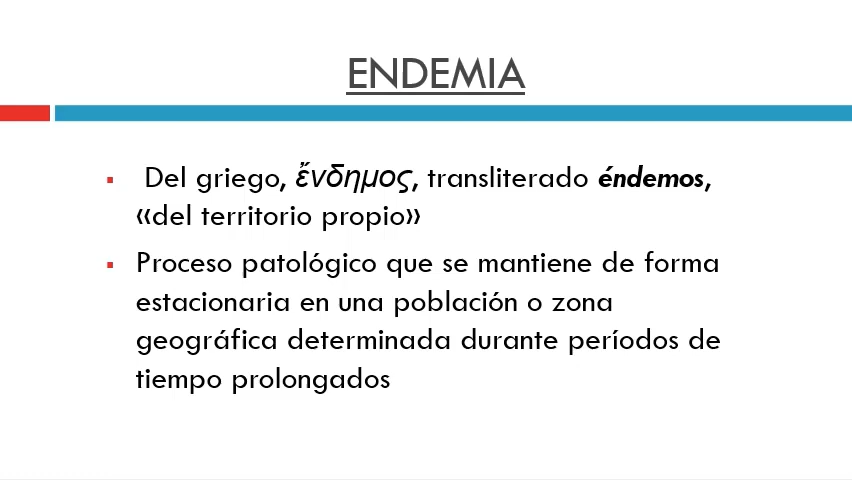 ENDEMIA
▪ Del griego, ἔνδημος, transliterado éndemos,
«del territorio propio»
▪ Proceso patológico que se mantiene de forma
estacionaria en una población o zona
geográfica determinada durante períodos de
tiempo prolongados